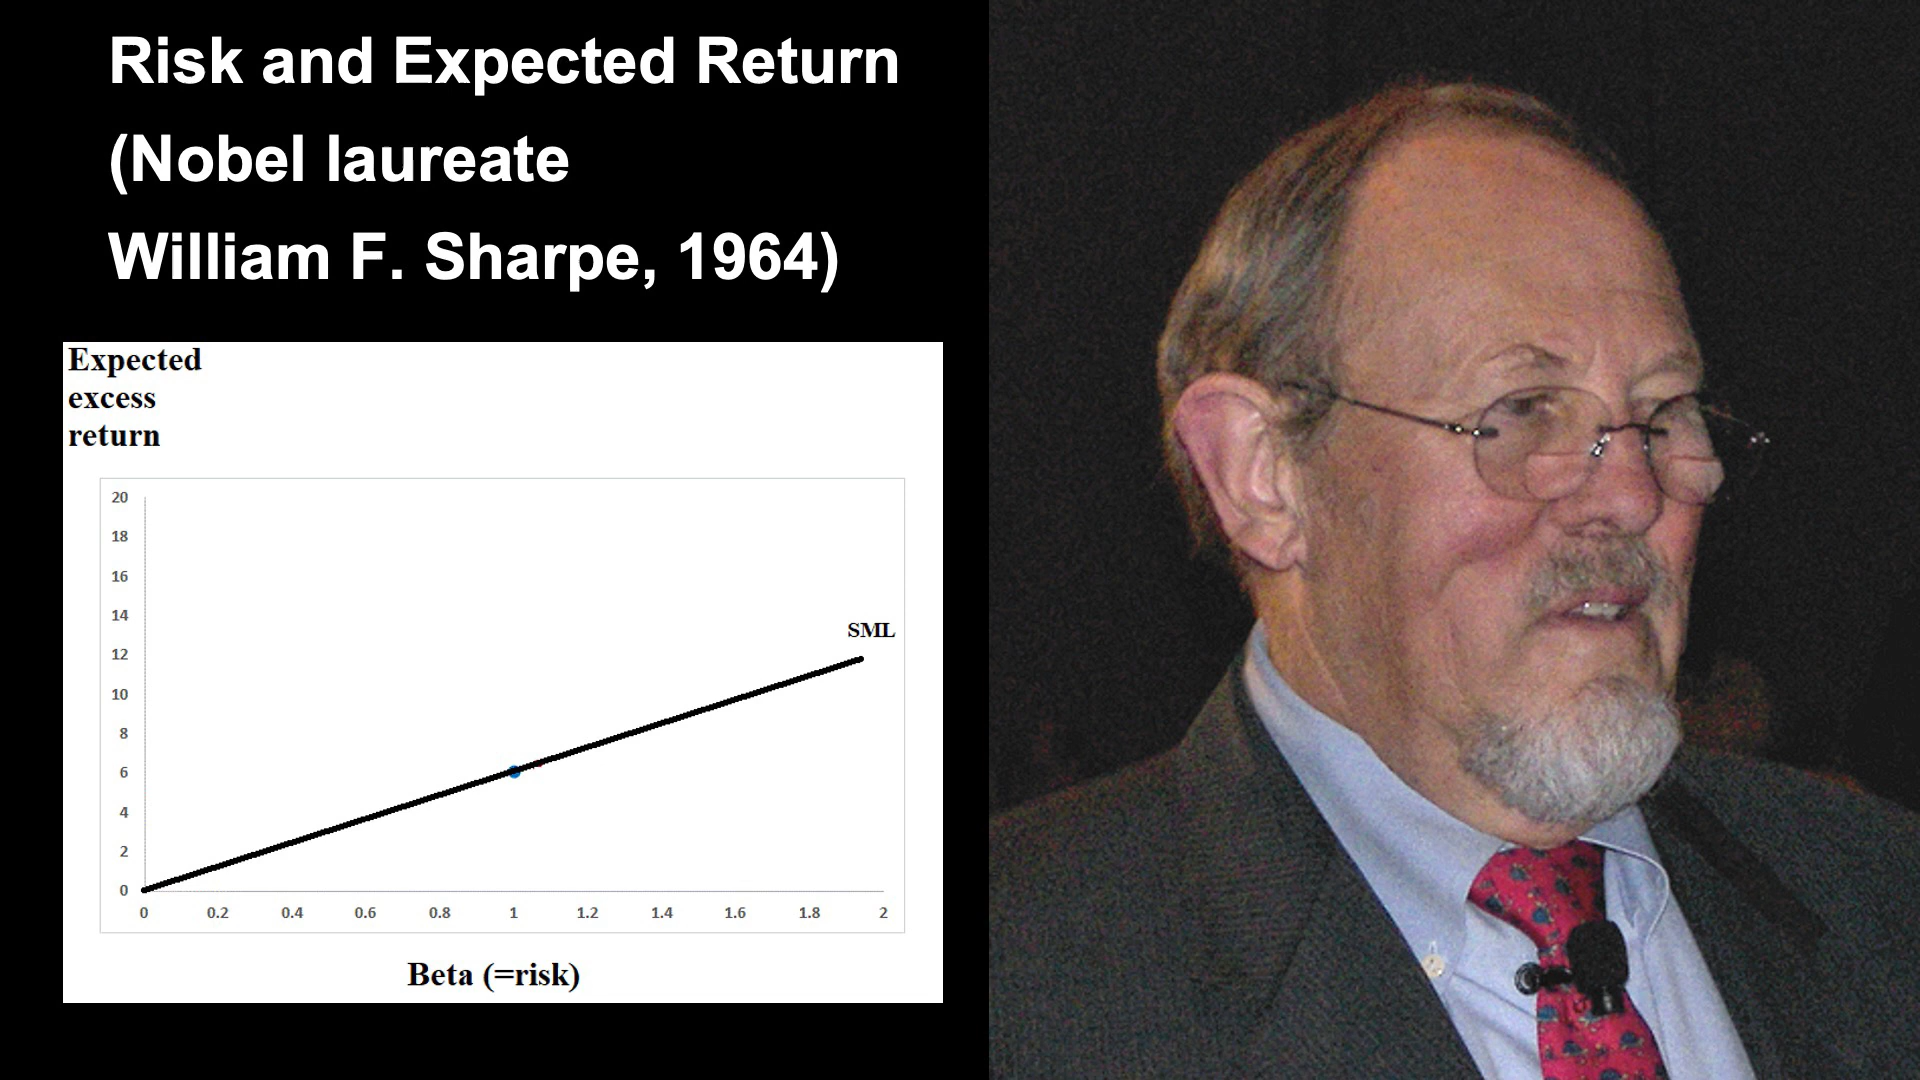 Risk and Expected Return
(Nobel laureate
William F. Sharpe, 1964)
Expected
excess
return
20
18
16
14
SML
12
10
8
6
4
2
0
0 0.2 0.4 0.6 0.8 1 1.2 1.4 1.6 1.8 2
Beta (=risk)